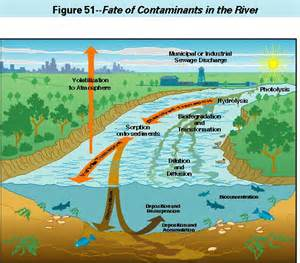 Figure 51--Fate of Contaminants in the River
Municipal or Industrial
Sewage Discharge
Volatilization
to Atmosphere
Photolysis
Hydrolysis
Biodegradation
and
Transformation
Sorption
onto sediments
Dilution
and
Diffusion
Bioconcentration
Deposition and
Resuspension
Deposition and
Accumulation